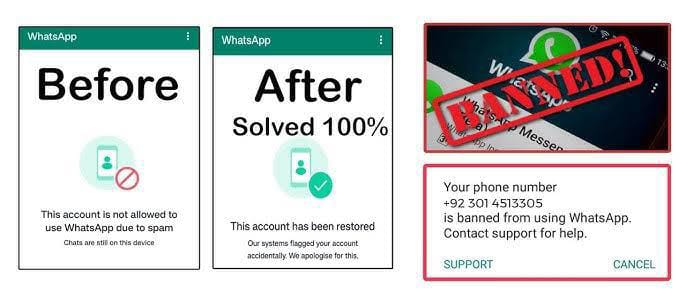 WhatsApp
Before
This account is not allowed to
use WhatsApp due to spam
Chats are still on this device
WhatsApp
After
Solved 100%
This account has been restored
Our systems flagged your account
accidentally. We apologise for this.
WhatsApp
BANNED!
WhatsApp Messen
WhatsApp Inc
Your phone number
+92 301 4513305
is banned from using WhatsApp.
Contact support for help.
SUPPORT
CANCEL